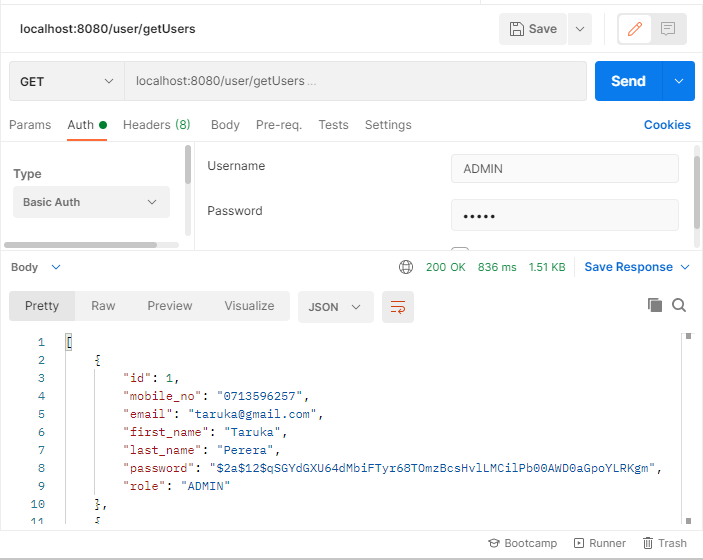 localhost:8080/user/getUsers
Save
GET
localhost:8080/user/getUsers ...
Send
Params Auth Headers (8) Body Pre-req. Tests Settings Cookies
Type
Basic Auth
Username
ADMIN
Password
•••••
Body
200 OK 836 ms 1.51 KB Save Response
Pretty Raw Preview Visualize JSON
1 [
2 {
3 "id": 1,
4 "mobile_no": "0713596257",
5 "email": "taruka@gmail.com",
6 "first_name": "Taruka",
7 "last_name": "Perera",
8 "password": "$2a$12$qSGYdGXU64dMbiFTyr68TOmzBcsHvlLMCilPb00AWD0aGpoYLRKgm",
9 "role": "ADMIN"
10 },
11 {
Bootcamp Runner Trash